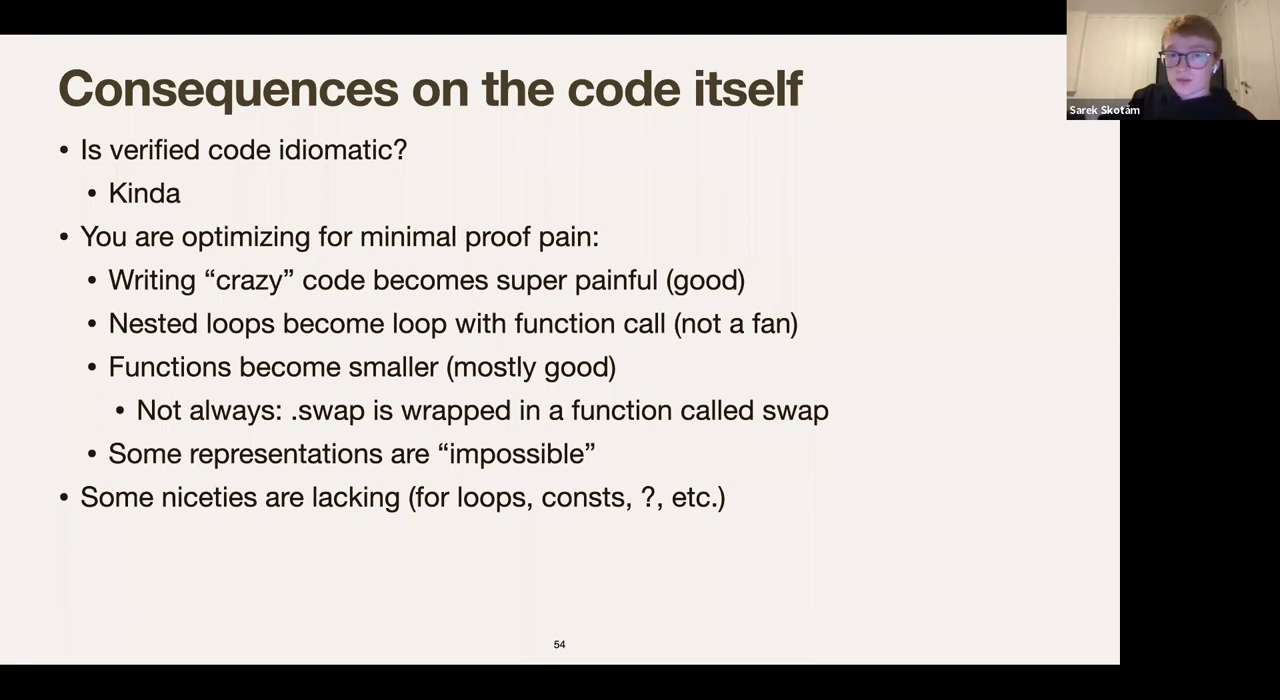 Consequences on the code itself
• Is verified code idiomatic?
• Kinda
• You are optimizing for minimal proof pain:
• Writing “crazy” code becomes super painful (good)
• Nested loops become loop with function call (not a fan)
• Functions become smaller (mostly good)
• Not always: .swap is wrapped in a function called swap
• Some representations are “impossible”
• Some niceties are lacking (for loops, consts, ?, etc.)
54
Sarek Skotåm